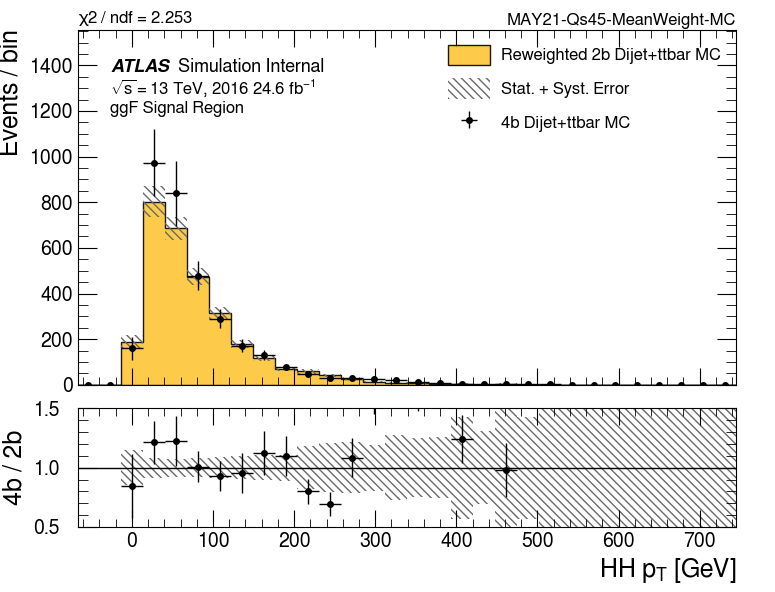 χ2 / ndf = 2.253
MAY21-Qs45-MeanWeight-MC
Events / bin
ATLAS Simulation Internal
√s = 13 TeV, 2016 24.6 fb⁻¹
ggF Signal Region
Reweighted 2b Dijet+ttbar MC
Stat. + Syst. Error
4b Dijet+ttbar MC
1400
1200
1000
800
600
400
200
0
4b / 2b
1.5
1.0
0.5
0 100 200 300 400 500 600 700
HH p_T [GeV]